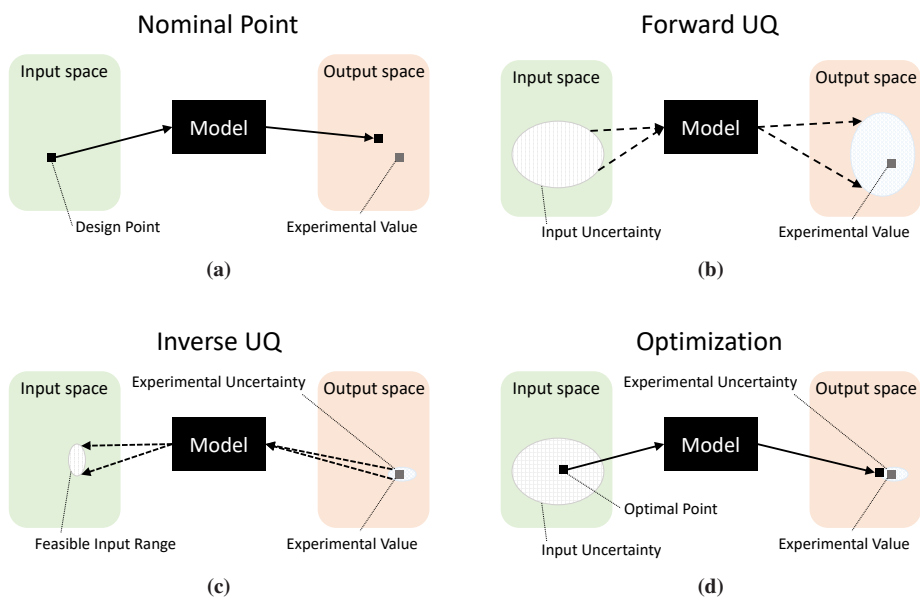 Nominal Point
Input space
Output space
Model
Design Point
Experimental Value
(a)
Forward UQ
Input space
Output space
Model
Input Uncertainty
Experimental Value
(b)
Inverse UQ
Experimental Uncertainty
Input space
Output space
Model
Feasible Input Range
Experimental Value
(c)
Optimization
Experimental Uncertainty
Input space
Output space
Model
Optimal Point
Input Uncertainty
Experimental Value
(d)